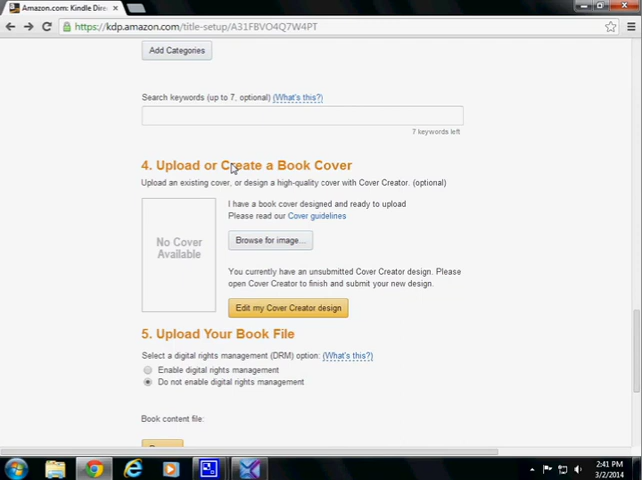 Amazon.com: Kindle Dire
https://kdp.amazon.com/title-setup/A31FBVO4Q7W4PT
Add Categories
Search keywords (up to 7, optional) (What's this?)
7 keywords left
4. Upload or Create a Book Cover
Upload an existing cover, or design a high-quality cover with Cover Creator. (optional)
No Cover
Available
I have a book cover designed and ready to upload
Please read our Cover guidelines
Browse for image...
You currently have an unsubmitted Cover Creator design. Please
open Cover Creator to finish and submit your new design.
Edit my Cover Creator design
5. Upload Your Book File
Select a digital rights management (DRM) option: (What's this?)
Enable digital rights management
Do not enable digital rights management
Book content file:
2:41 PM
3/2/2014